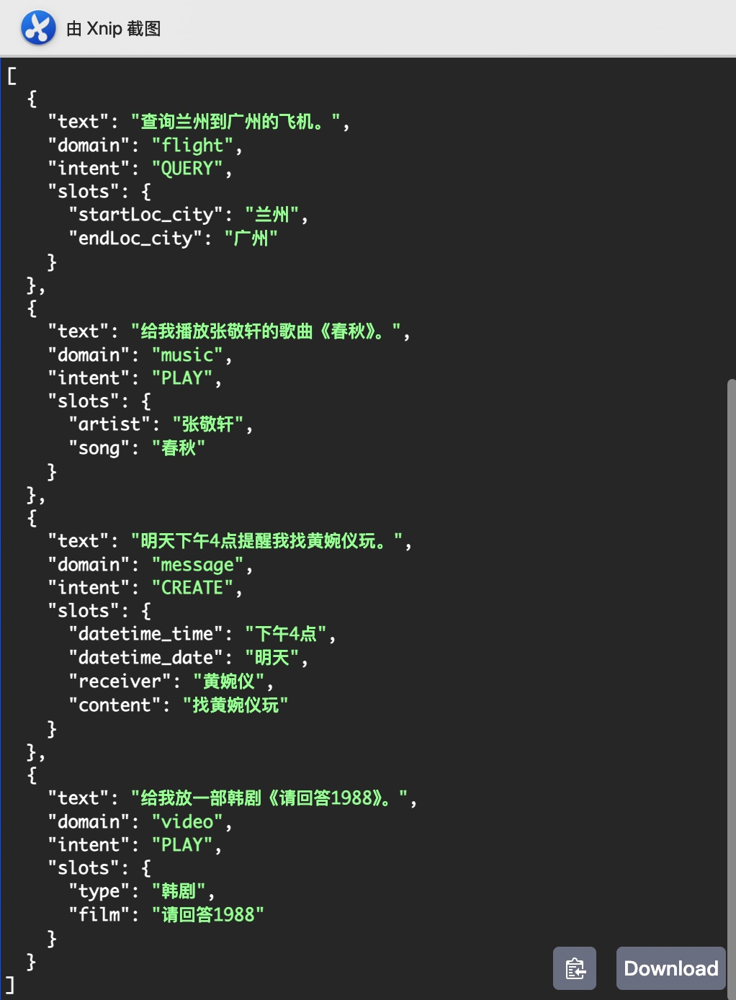 由 Xnip 截图
[
  {
    "text": "查询兰州到广州的飞机。",
    "domain": "flight",
    "intent": "QUERY",
    "slots": {
      "startLoc_city": "兰州",
      "endLoc_city": "广州"
    }
  },
  {
    "text": "给我播放张敬轩的歌曲《春秋》。",
    "domain": "music",
    "intent": "PLAY",
    "slots": {
      "artist": "张敬轩",
      "song": "春秋"
    }
  },
  {
    "text": "明天下午4点提醒我找黄婉仪玩。",
    "domain": "message",
    "intent": "CREATE",
    "slots": {
      "datetime_time": "下午4点",
      "datetime_date": "明天",
      "receiver": "黄婉仪",
      "content": "找黄婉仪玩"
    }
  },
  {
    "text": "给我放一部韩剧《请回答1988》。",
    "domain": "video",
    "intent": "PLAY",
    "slots": {
      "type": "韩剧",
      "film": "请回答1988"
    }
  }
]
Download